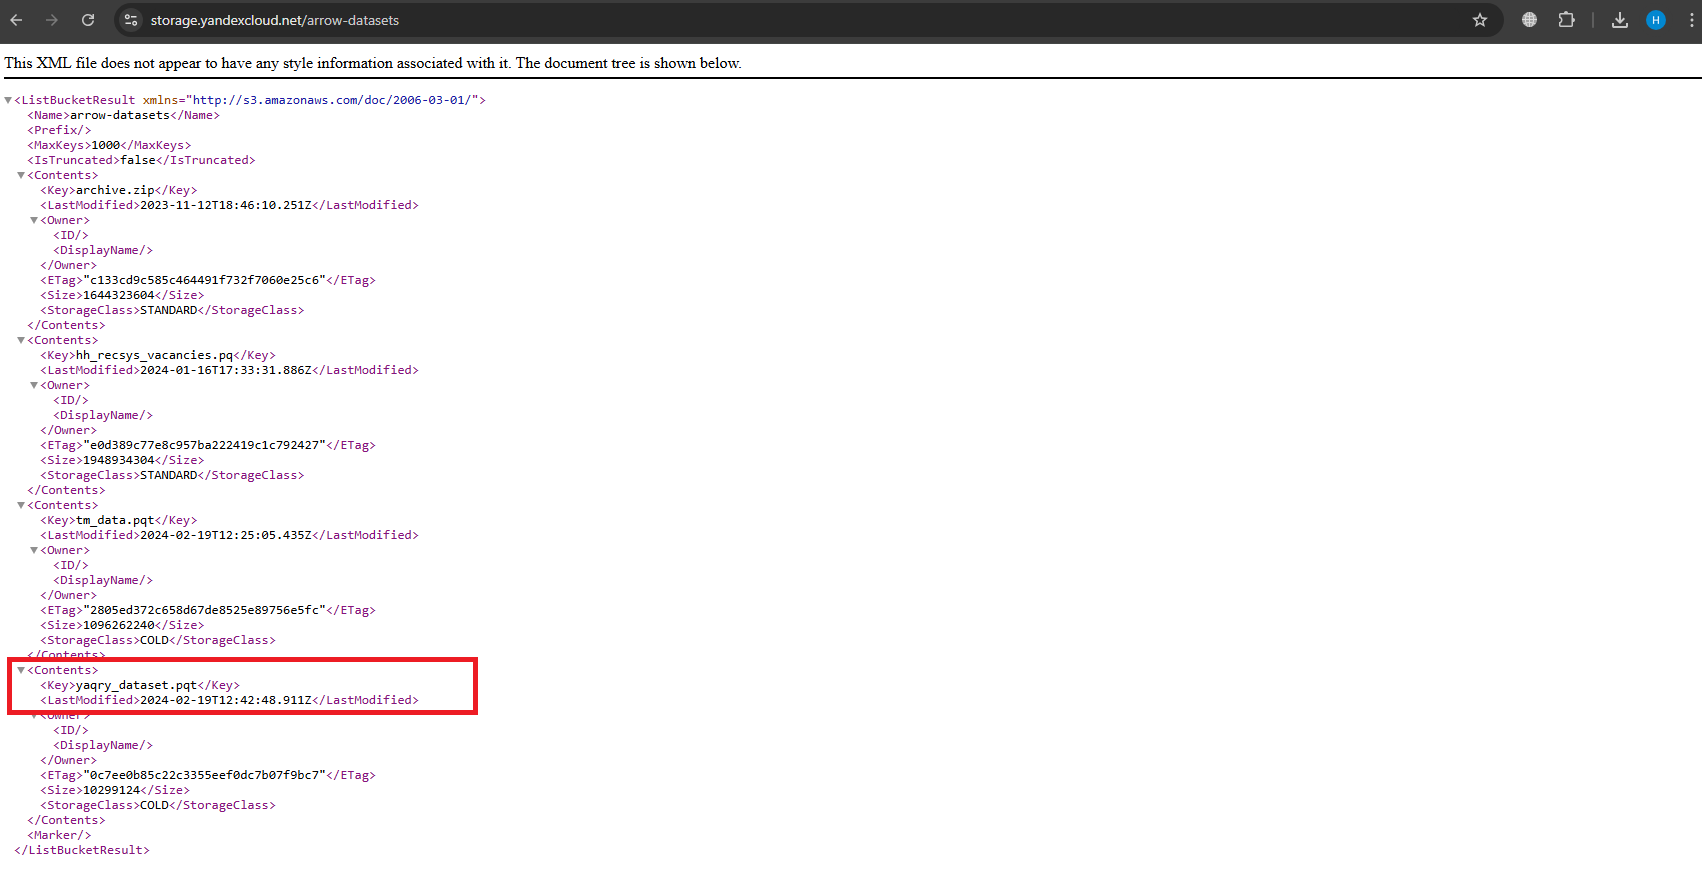 storage.yandexcloud.net/arrow-datasets
H
This XML file does not appear to have any style information associated with it. The document tree is shown below.
<ListBucketResult xmlns="http://s3.amazonaws.com/doc/2006-03-01/">
<Name>arrow-datasets</Name>
<Prefix/>
<MaxKeys>1000</MaxKeys>
<IsTruncated>false</IsTruncated>
<Contents>
<Key>archive.zip</Key>
<LastModified>2023-11-12T18:46:10.251Z</LastModified>
<Owner>
<ID/>
<DisplayName/>
</Owner>
<ETag>"c133cd9c585c464491f732f7060e25c6"</ETag>
<Size>1644323604</Size>
<StorageClass>STANDARD</StorageClass>
</Contents>
<Contents>
<Key>hh_recsys_vacancies.pq</Key>
<LastModified>2024-01-16T17:33:31.886Z</LastModified>
<Owner>
<ID/>
<DisplayName/>
</Owner>
<ETag>"e0d389c77e8c957ba222419c1c792427"</ETag>
<Size>1948934304</Size>
<StorageClass>STANDARD</StorageClass>
</Contents>
<Contents>
<Key>tm_data.pqt</Key>
<LastModified>2024-02-19T12:25:05.435Z</LastModified>
<Owner>
<ID/>
<DisplayName/>
</Owner>
<ETag>"2805ed372c658d67de8525e89756e5fc"</ETag>
<Size>1096262240</Size>
<StorageClass>COLD</StorageClass>
</Contents>
<Contents>
<Key>yaqry_dataset.pqt</Key>
<LastModified>2024-02-19T12:42:48.911Z</LastModified>
<Owner>
<ID/>
<DisplayName/>
</Owner>
<ETag>"0c7ee0b85c22c3355eef0dc7b07f9bc7"</ETag>
<Size>10299124</Size>
<StorageClass>COLD</StorageClass>
</Contents>
<Marker/>
</ListBucketResult>